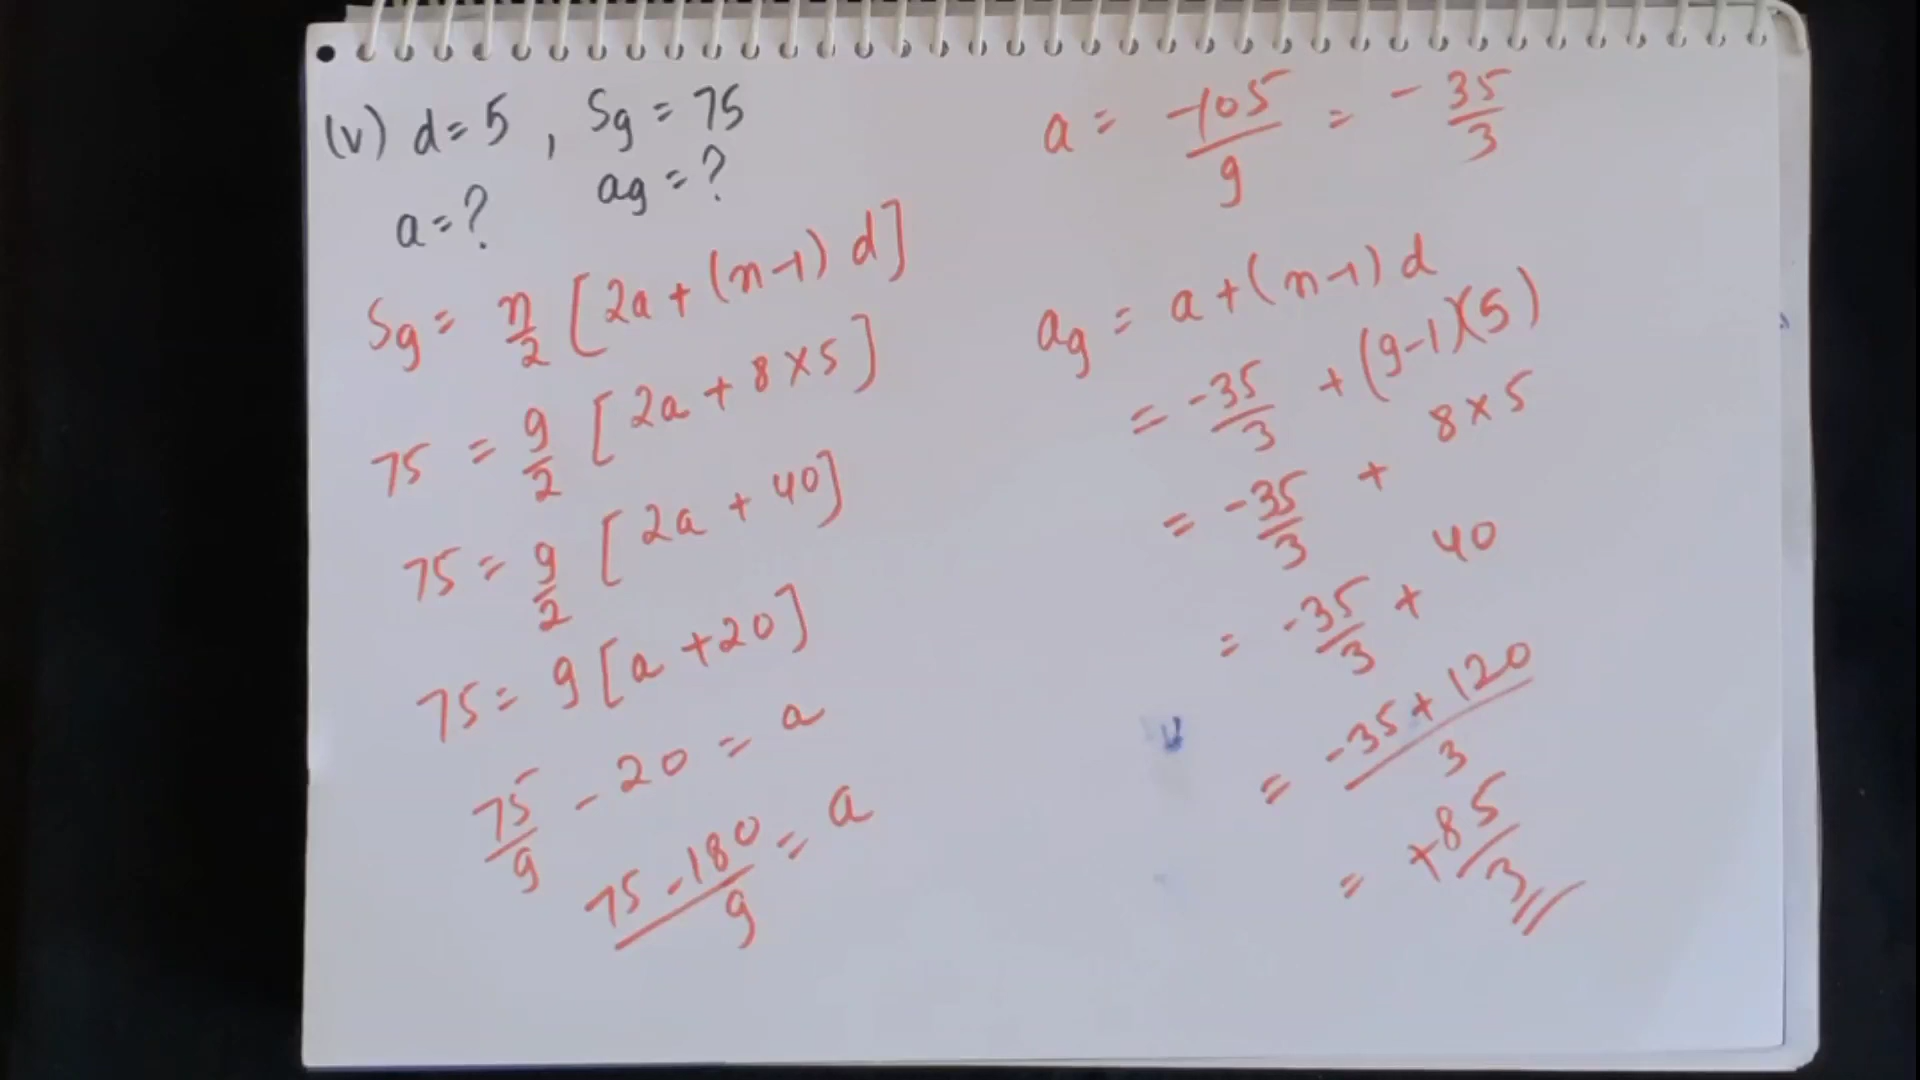 (v) d = 5 , S9 = 75
a = ? a9 = ?
S9 = n/2 [2a + (n-1) d]
75 = 9/2 [2a + 8 × 5]
75 = 9/2 [2a + 40]
75 = 9 [a + 20]
75/9 - 20 = a
75 - 180/9 = a
a = -105/9 = - 35/3
a9 = a + (n-1) d
= -35/3 + (9-1)(5)
= -35/3 + 8 × 5
= -35/3 + 40
= -35 + 120/3
= +85/3